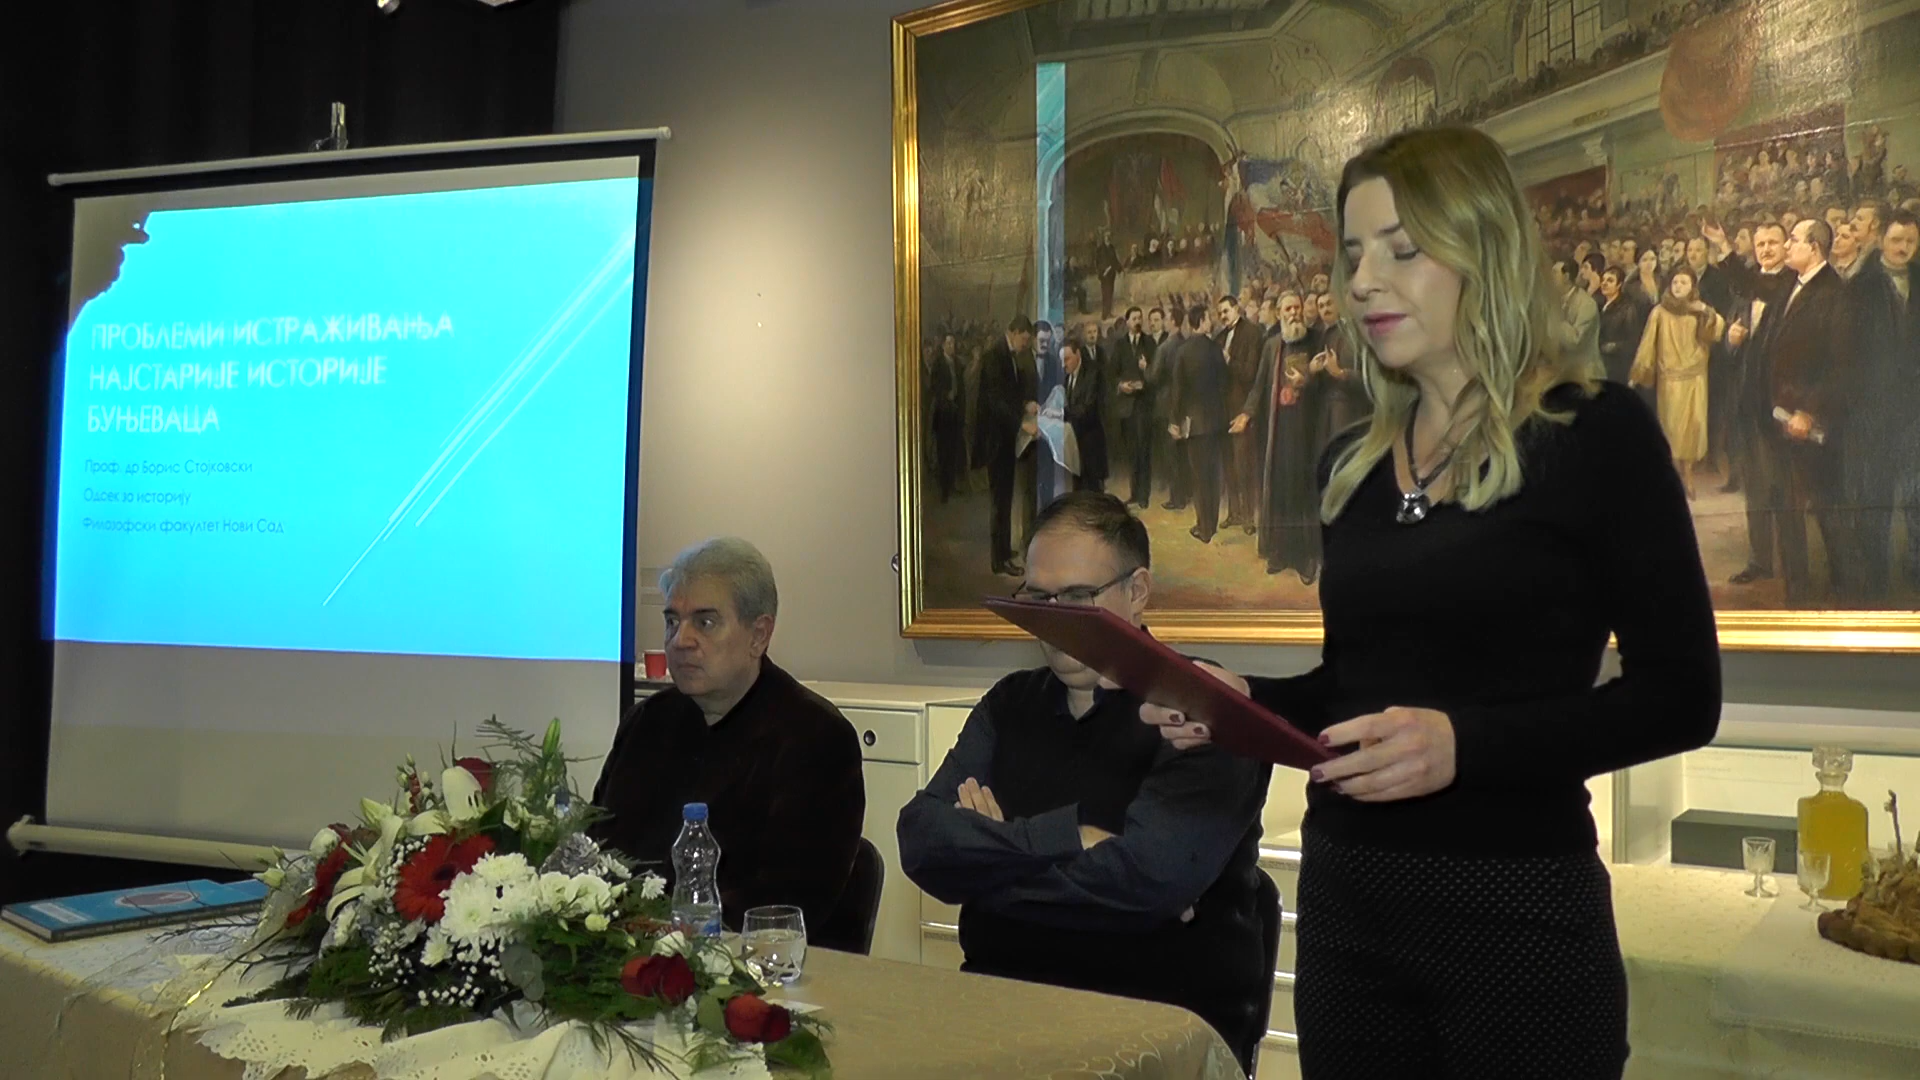 ПРОБЛЕМИ ИСТРАЖИВАЊА
НАЈСТАРИЈЕ ИСТОРИЈЕ
БУЊЕВАЦА
Проф. др Борис Стојковски
Одсек за историју
Филозофски факултет Нови Сад